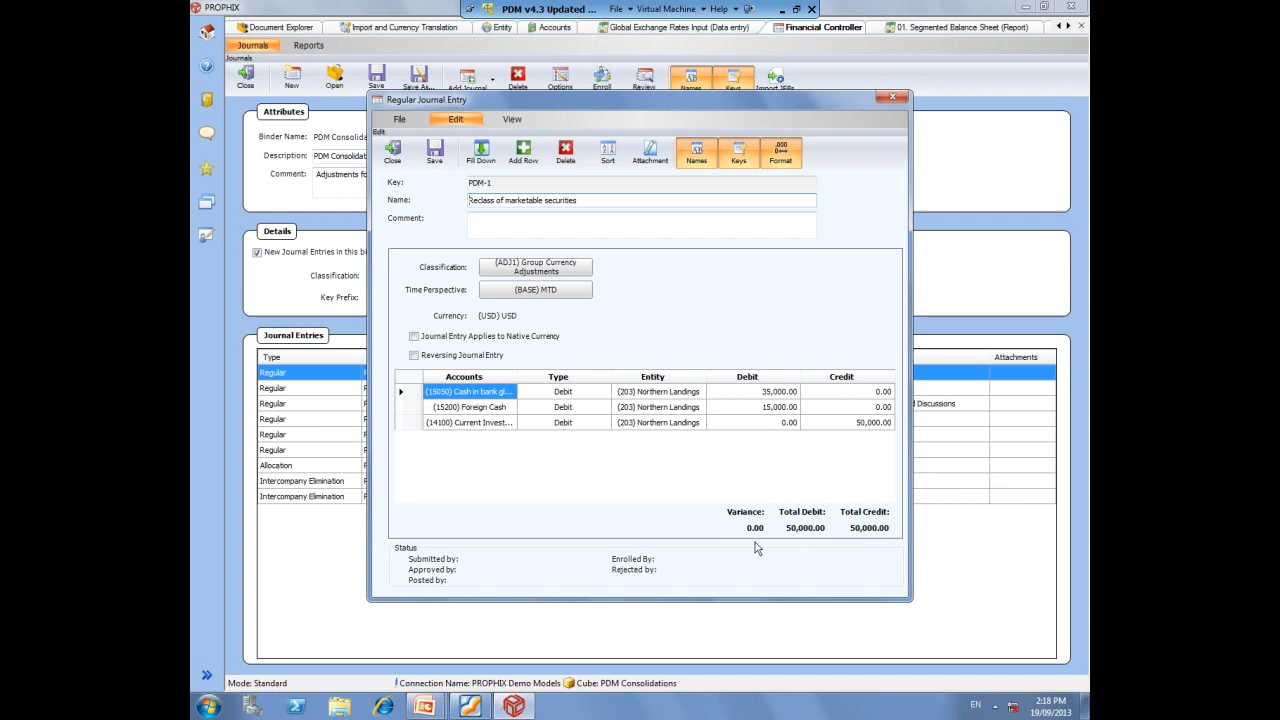 PROPHIX
PDM v4.3 Updated ... File Virtual Machine Help
Document Explorer Import and Currency Translation Entity Accounts Global Exchange Rates Input (Data entry) Financial Controller 01. Segmented Balance Sheet (Report)
Journals Reports
Journals
Close New Open Save Save As... Add Journal Delete Options Enroll Review Names Keys Import JEFs
Regular Journal Entry
File Edit View
Edit
Close Save Fill Down Add Row Delete Sort Attachment Names Keys Format
.000
Attributes
Binder Name: PDM Consolidat
Description: PDM Consolidat
Comment: Adjustments fo
Key: PDM-1
Name: Reclass of marketable securities
Comment:
Details
New Journal Entries in this bi
Classification:
Key Prefix:
Classification: (ADJ1) Group Currency Adjustments
Time Perspective: (BASE) MTD
Currency: (USD) USD
Journal Entry Applies to Native Currency
Reversing Journal Entry
Journal Entries
Type Attachments
Regular
Regular
Regular Discussions
Regular
Regular
Regular
Allocation
Intercompany Elimination
Intercompany Elimination
Accounts Type Entity Debit Credit
(15050) Cash in bank gl... Debit (203) Northern Landings 35,000.00 0.00
(15200) Foreign Cash Debit (203) Northern Landings 15,000.00 0.00
(14100) Current Invest... Debit (203) Northern Landings 0.00 50,000.00
Variance: Total Debit: Total Credit:
0.00 50,000.00 50,000.00
Status
Submitted by: Enrolled By:
Approved by: Rejected by:
Posted by:
Mode: Standard Connection Name: PROPHIX Demo Models Cube: PDM Consolidations
EN 2:18 PM
19/09/2013